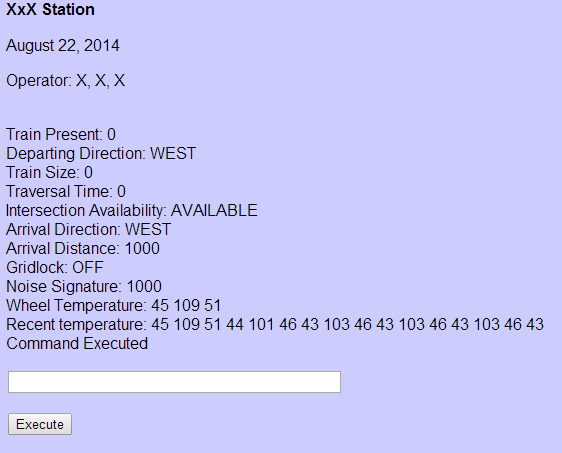 XxX Station
August 22, 2014
Operator: X, X, X
Train Present: 0
Departing Direction: WEST
Train Size: 0
Traversal Time: 0
Intersection Availability: AVAILABLE
Arrival Direction: WEST
Arrival Distance: 1000
Gridlock: OFF
Noise Signature: 1000
Wheel Temperature: 45 109 51
Recent temperature: 45 109 51 44 101 46 43 103 46 43 103 46 43 103 46 43
Command Executed
Execute